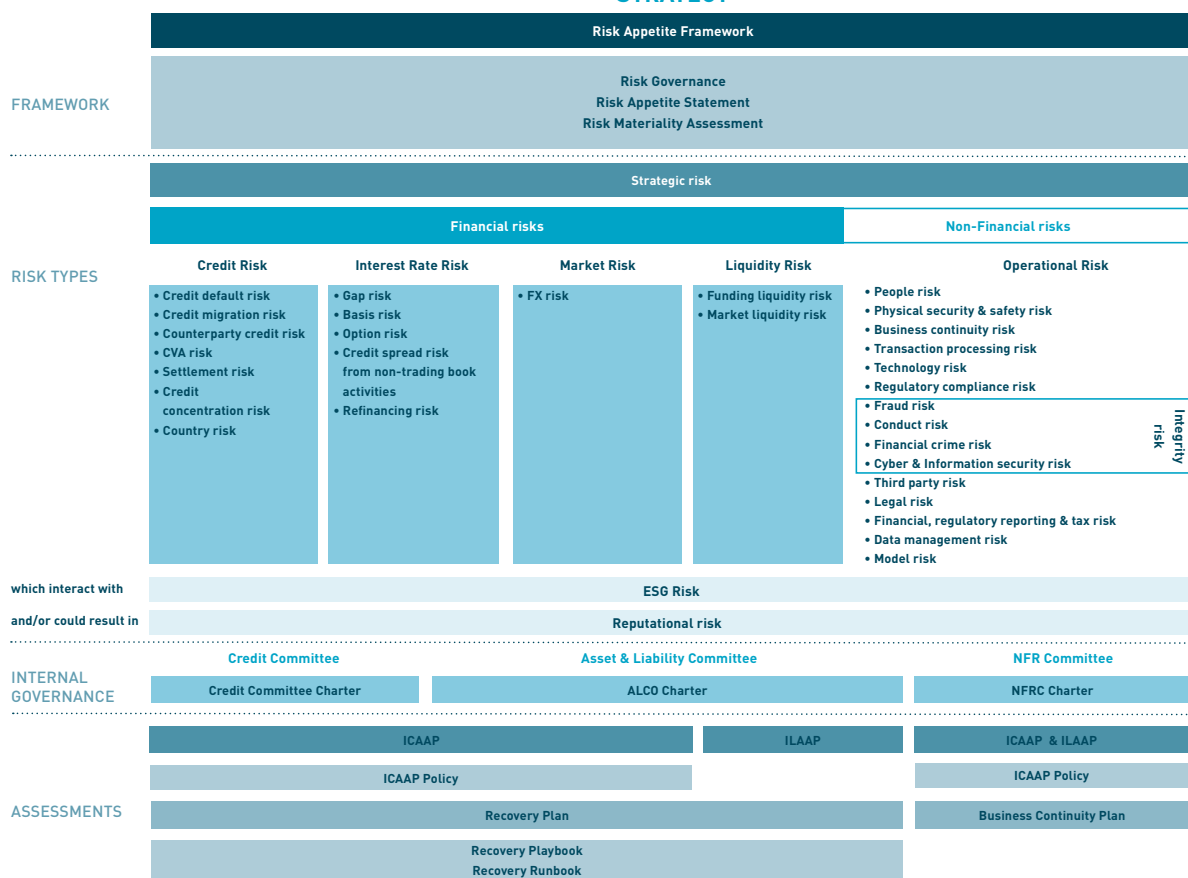 Risk Appetite Framework
FRAMEWORK
Risk Governance
Risk Appetite Statement
Risk Materiality Assessment
Strategic risk
Financial risks
Non-Financial risks
RISK TYPES
Credit Risk
• Credit default risk
• Credit migration risk
• Counterparty credit risk
• CVA risk
• Settlement risk
• Credit
concentration risk
• Country risk
Interest Rate Risk
• Gap risk
• Basis risk
• Option risk
• Credit spread risk
from non-trading book
activities
• Refinancing risk
Market Risk
• FX risk
Liquidity Risk
• Funding liquidity risk
• Market liquidity risk
Operational Risk
• People risk
• Physical security & safety risk
• Business continuity risk
• Transaction processing risk
• Technology risk
• Regulatory compliance risk
• Fraud risk
• Conduct risk
• Financial crime risk
• Cyber & Information security risk
Integrity
risk
• Third party risk
• Legal risk
• Financial, regulatory reporting & tax risk
• Data management risk
• Model risk
which interact with
ESG Risk
and/or could result in
Reputational risk
INTERNAL
GOVERNANCE
Credit Committee
Asset & Liability Committee
NFR Committee
Credit Committee Charter
ALCO Charter
NFRC Charter
ASSESSMENTS
ICAAP
ILAAP
ICAAP & ILAAP
ICAAP Policy
ICAAP Policy
Recovery Plan
Business Continuity Plan
Recovery Playbook
Recovery Runbook